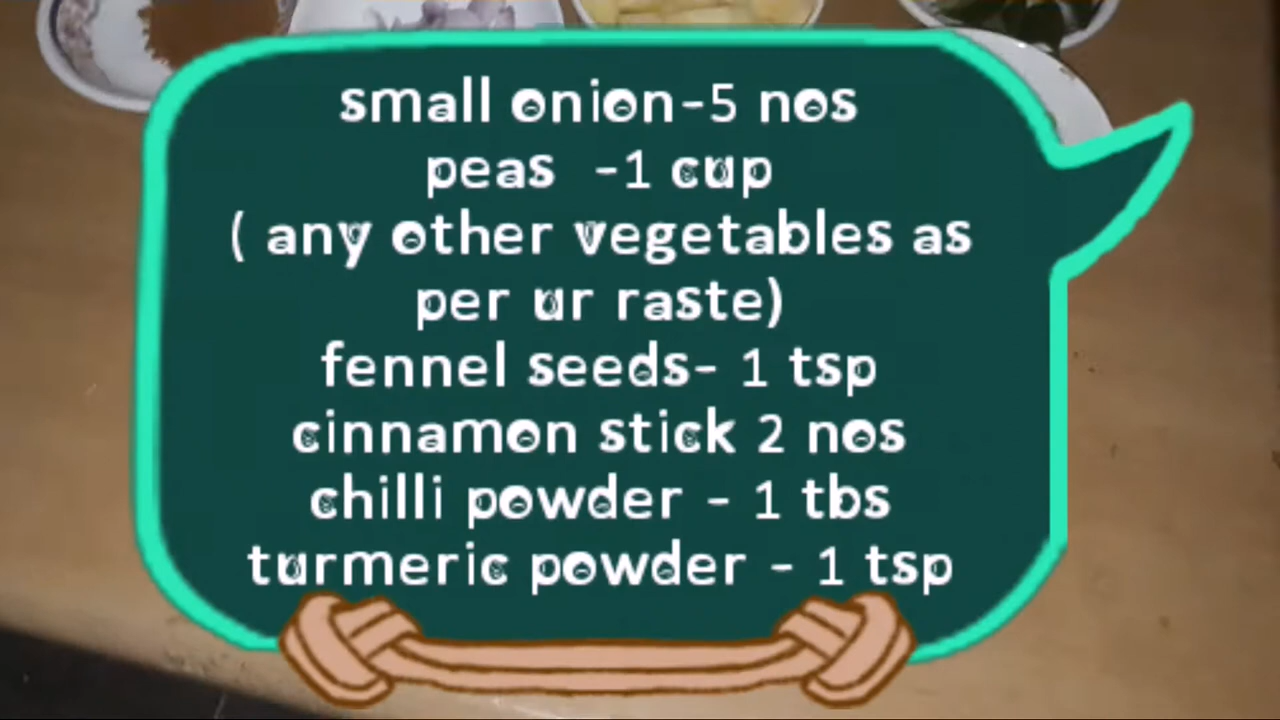 small onion-5 nos
peas -1 cup
( any other vegetables as
per ur raste)
fennel seeds- 1 tsp
cinnamon stick 2 nos
chilli powder - 1 tbs
turmeric powder - 1 tsp